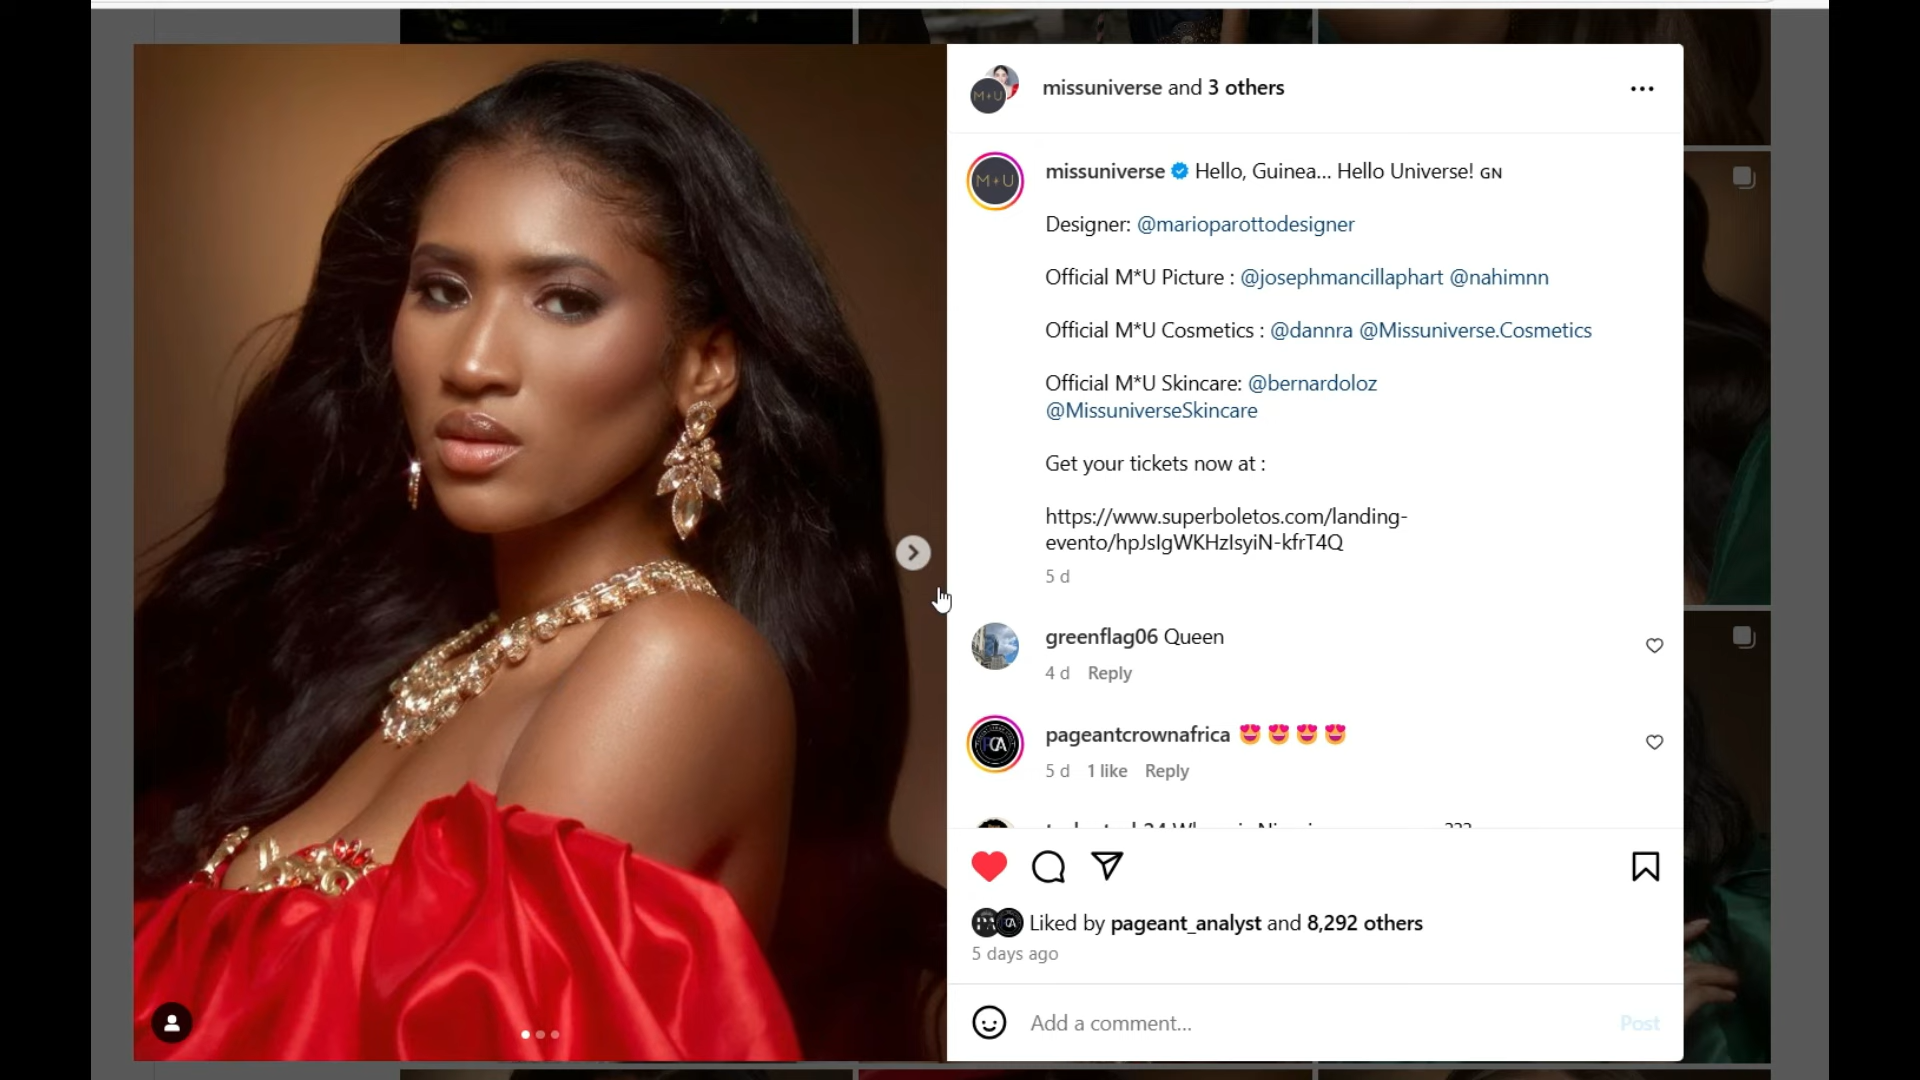 missuniverse and 3 others
M+U
missuniverse Hello, Guinea... Hello Universe! GN
M+U
Designer: @marioparottodesigner
Official M*U Picture : @josephmancillaphart @nahimnn
Official M*U Cosmetics : @dannra @Missuniverse.Cosmetics
Official M*U Skincare: @bernardoloz
@MissuniverseSkincare
Get your tickets now at :
https://www.superboletos.com/landing-
evento/hpJsIgWKHzIsyiN-kfrT4Q
5 d
greenflag06 Queen
4 d Reply
pageantcrownafrica 😍 😍 😍 😍
5 d 1 like Reply
Liked by pageant_analyst and 8,292 others
5 days ago
Add a comment...
Post